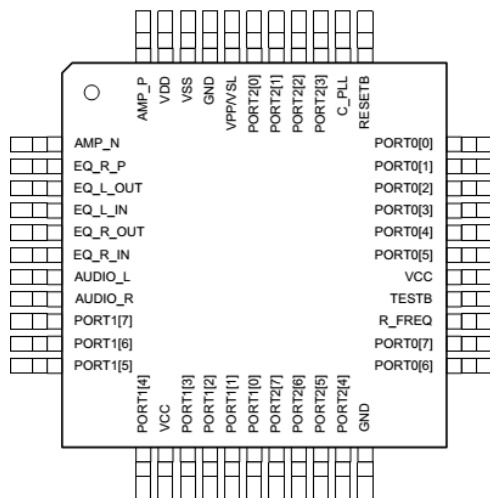 AMP_P
VDD
VSS
GND
VPP/VSL
PORT2[0]
PORT2[1]
PORT2[2]
PORT2[3]
C_PLL
RESETB
AMP_N
EQ_R_P
EQ_L_OUT
EQ_L_IN
EQ_R_OUT
EQ_R_IN
AUDIO_L
AUDIO_R
PORT1[7]
PORT1[6]
PORT1[5]
PORT0[0]
PORT0[1]
PORT0[2]
PORT0[3]
PORT0[4]
PORT0[5]
VCC
TESTB
R_FREQ
PORT0[7]
PORT0[6]
PORT1[4]
VCC
PORT1[3]
PORT1[2]
PORT1[1]
PORT1[0]
PORT2[7]
PORT2[6]
PORT2[5]
PORT2[4]
GND